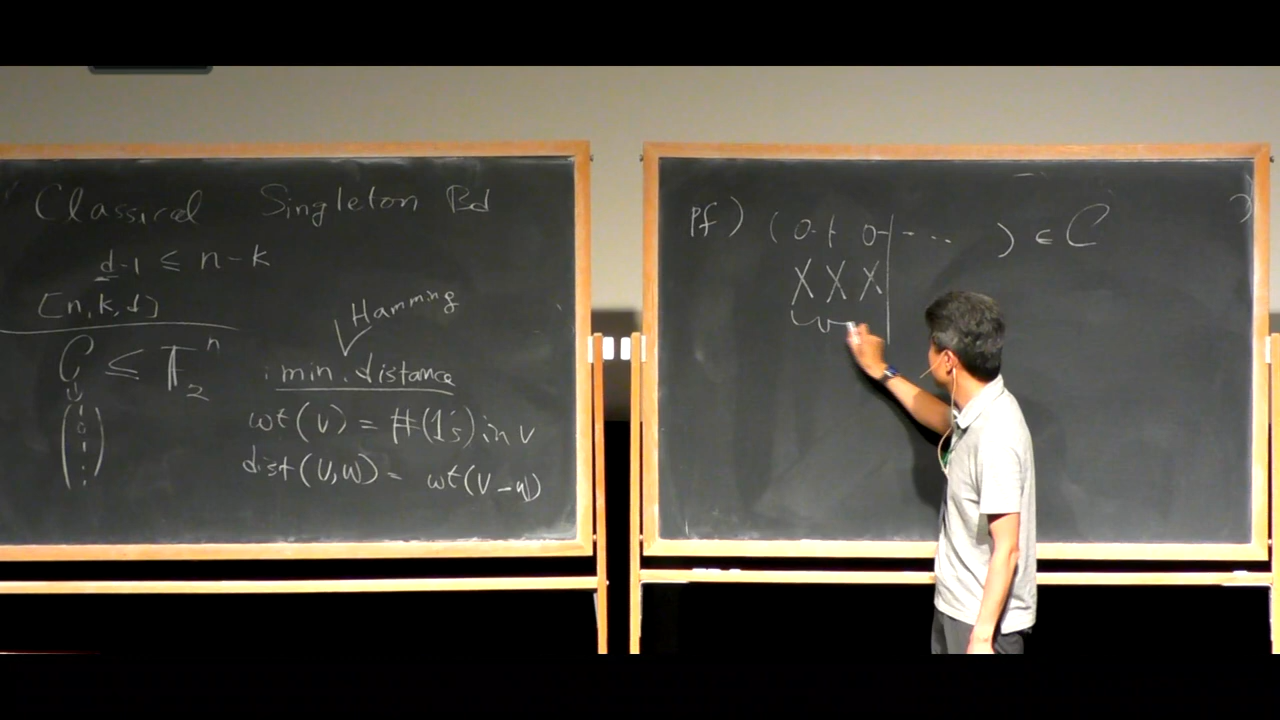 Classical Singleton Bd
d-1 ≤ n-k
[n, k, d]
C ≤ F₂ⁿ
Hamming
min. distance
wt(v) = #(1's) in v
dist(v,w) = wt(v-w)
pf) (0 1 0 1 ... ) ∈ C
X X X